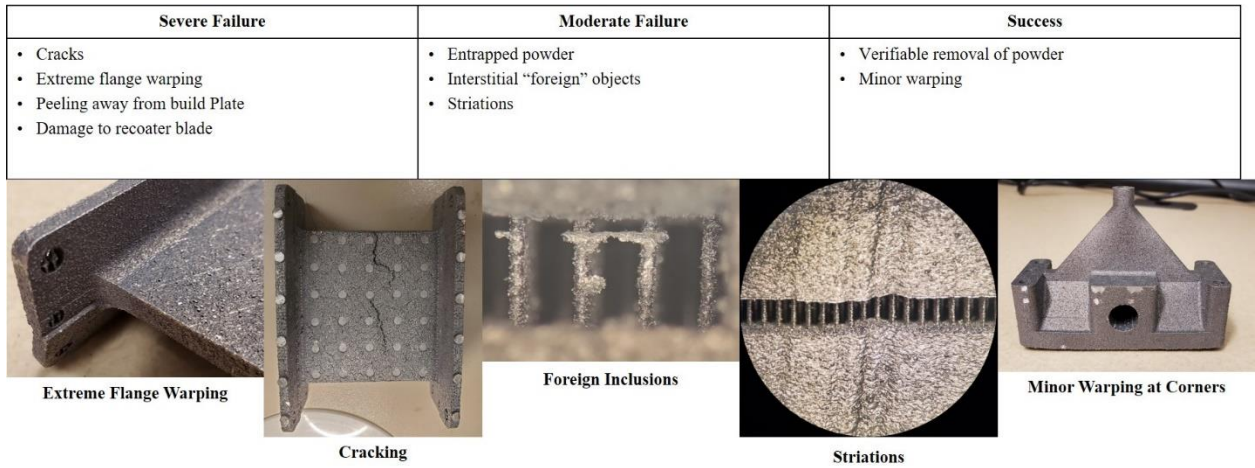 Severe Failure
Moderate Failure
Success
• Cracks
• Extreme flange warping
• Peeling away from build Plate
• Damage to recoater blade
• Entrapped powder
• Interstitial “foreign” objects
• Striations
• Verifiable removal of powder
• Minor warping
Extreme Flange Warping
Cracking
Foreign Inclusions
Striations
Minor Warping at Corners